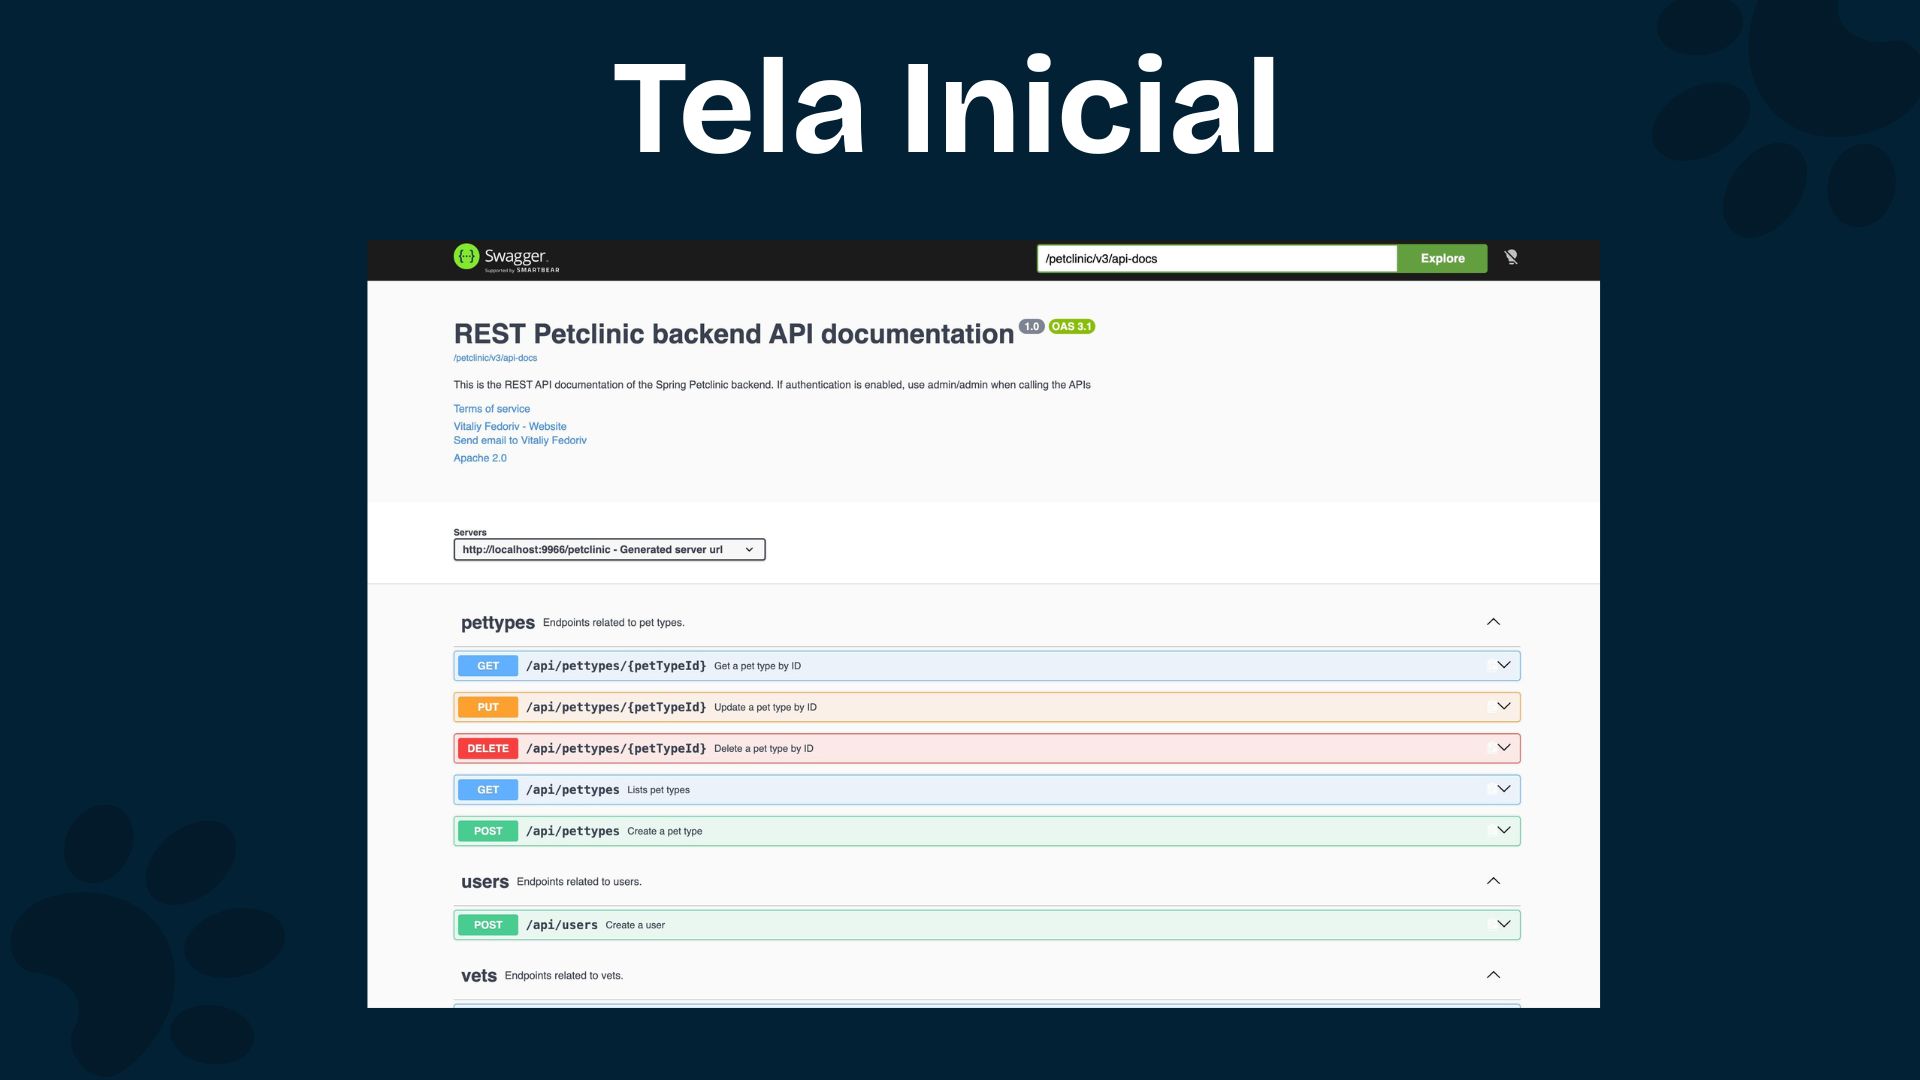 Tela Inicial
Swagger.
Supported by SMARTBEAR
/petclinic/v3/api-docs
Explore
REST Petclinic backend API documentation 1.0 OAS 3.1
/petclinic/v3/api-docs
This is the REST API documentation of the Spring Petclinic backend. If authentication is enabled, use admin/admin when calling the APIs
Terms of service
Vitaliy Fedoriv - Website
Send email to Vitaliy Fedoriv
Apache 2.0
Servers
http://localhost:9966/petclinic - Generated server url
pettypes Endpoints related to pet types.
GET /api/pettypes/{petTypeId} Get a pet type by ID
PUT /api/pettypes/{petTypeId} Update a pet type by ID
DELETE /api/pettypes/{petTypeId} Delete a pet type by ID
GET /api/pettypes Lists pet types
POST /api/pettypes Create a pet type
users Endpoints related to users.
POST /api/users Create a user
vets Endpoints related to vets.